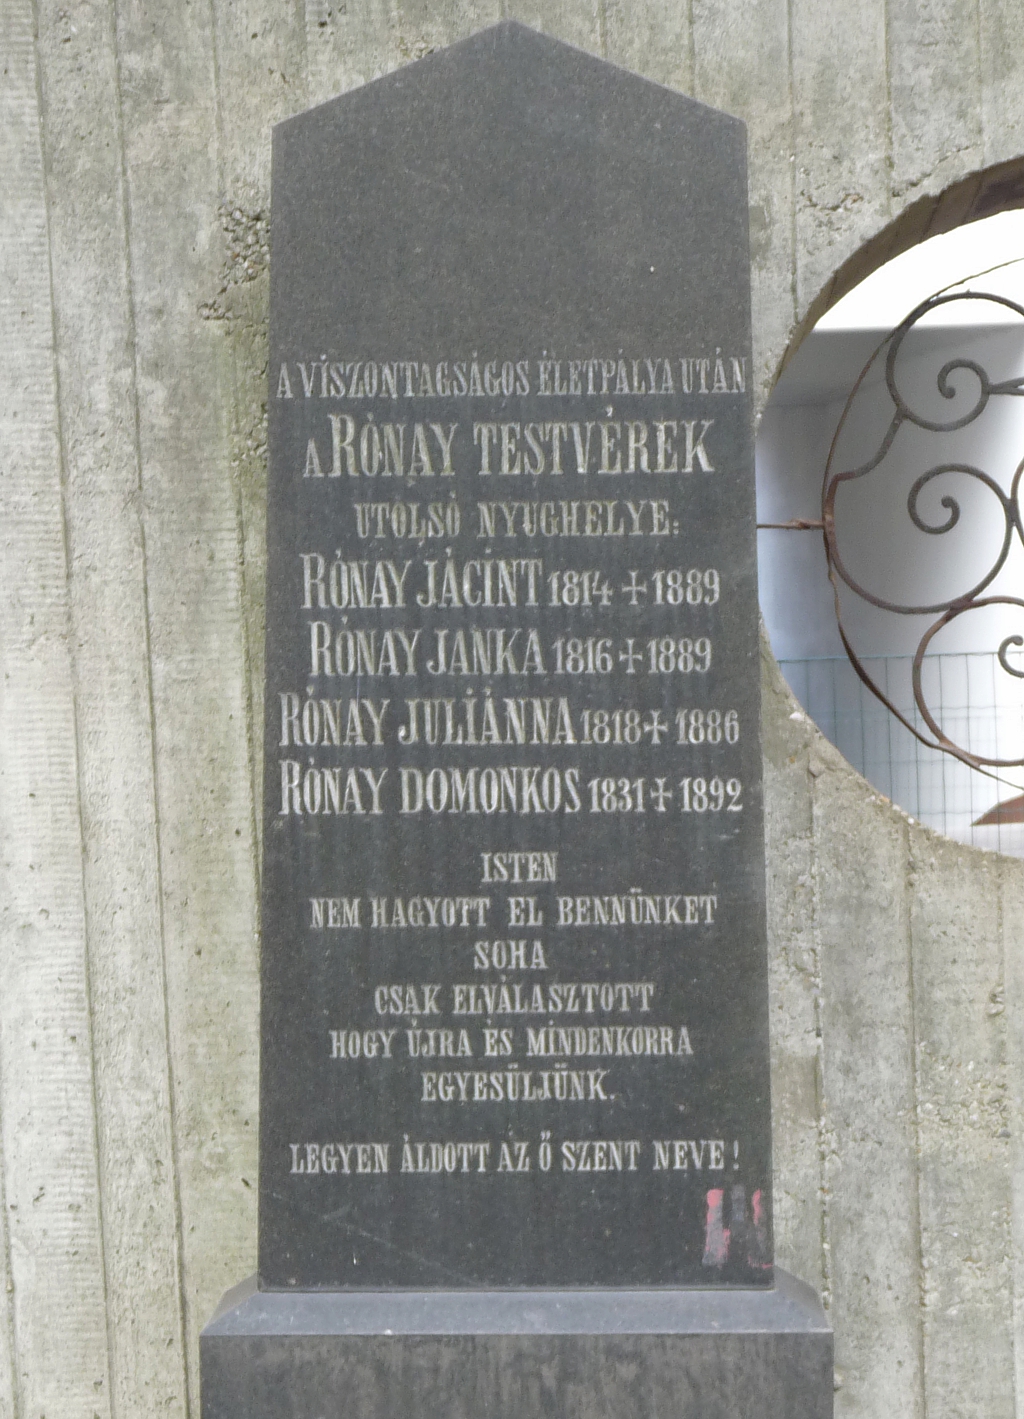 A VÍSZONTAGSÁGOS ÉLETPÁLYA UTÁN
A RÓNAY TESTVÉREK
UTOLSÓ NYUGHELYE:
RÓNAY JÁCÍNT 1814 + 1889
RÓNAY JANKA 1816 + 1889
RÓNAY JULIÁNNA 1818 + 1886
RÓNAY DOMONKOS 1831 + 1892
ISTEN
NEM HAGYOTT EL BENNÜNKET
SOHA
CSAK ELVÁLASZTOTT
HOGY ÚJRA ÉS MINDENKORRA
EGYESÜLJÜNK.
LEGYEN ÁLDOTT AZ Ő SZENT NEVE!